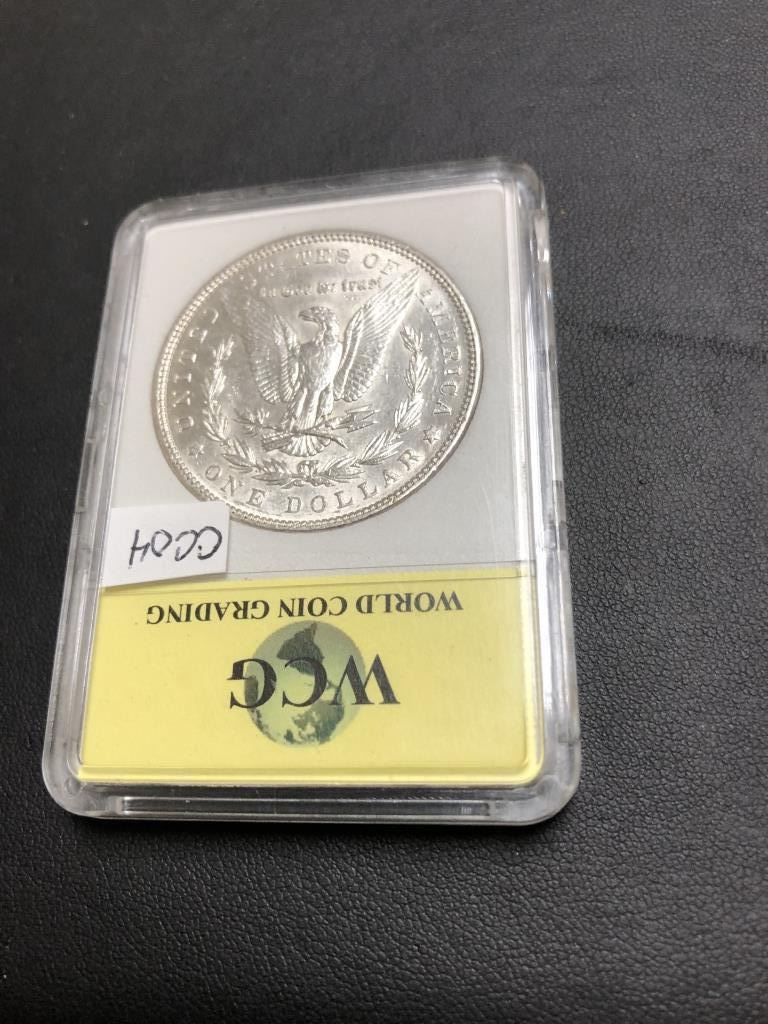 UNITED STATES OF AMERICA
In God We trust
ONE DOLLAR
CC04
WORLD COIN GRADING
WCG